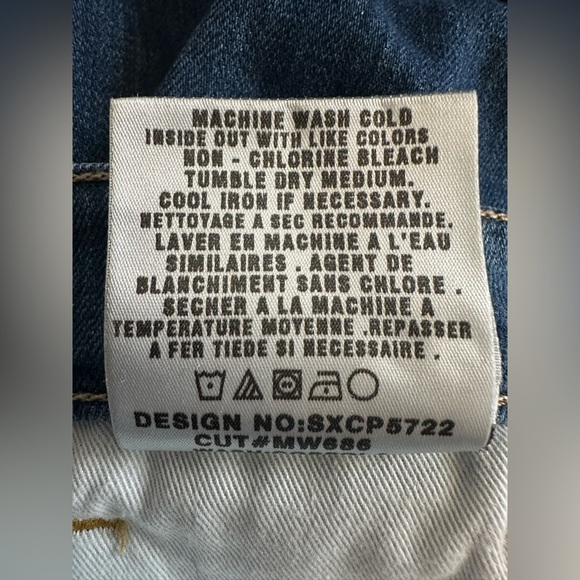 MACHINE WASH COLD
INSIDE OUT WITH LIKE COLORS
NON - CHLORINE BLEACH
TUMBLE DRY MEDIUM.
COOL IRON IF NECESSARY.
NETTOYAGE A SEC RECOMMANDE.
LAVER EN MACHINE A L'EAU
SIMILAIRES . AGENT DE
BLANCHIMENT SANS CHLORE .
SECHER A LA MACHINE A
TEMPERATURE MOYENNE .REPASSER
A FER TIEDE SI NECESSAIRE .
DESIGN NO:SXCP5722
CUT#MW686